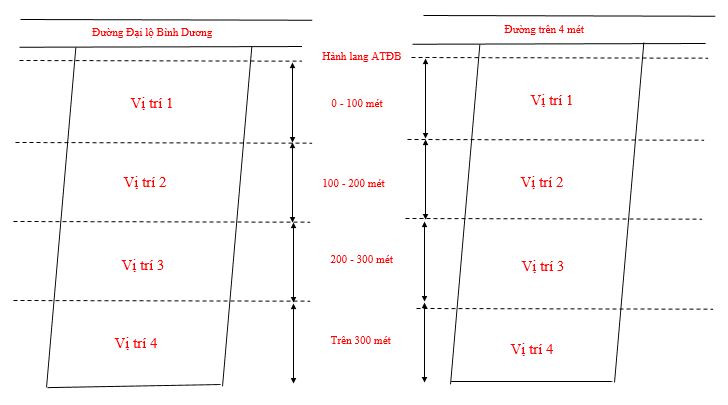 Đường Đại lộ Bình Dương
Đường trên 4 mét
Hành lang ATĐB
Vị trí 1
0 - 100 mét
Vị trí 1
Vị trí 2
100 - 200 mét
Vị trí 2
Vị trí 3
200 - 300 mét
Vị trí 3
Vị trí 4
Trên 300 mét
Vị trí 4